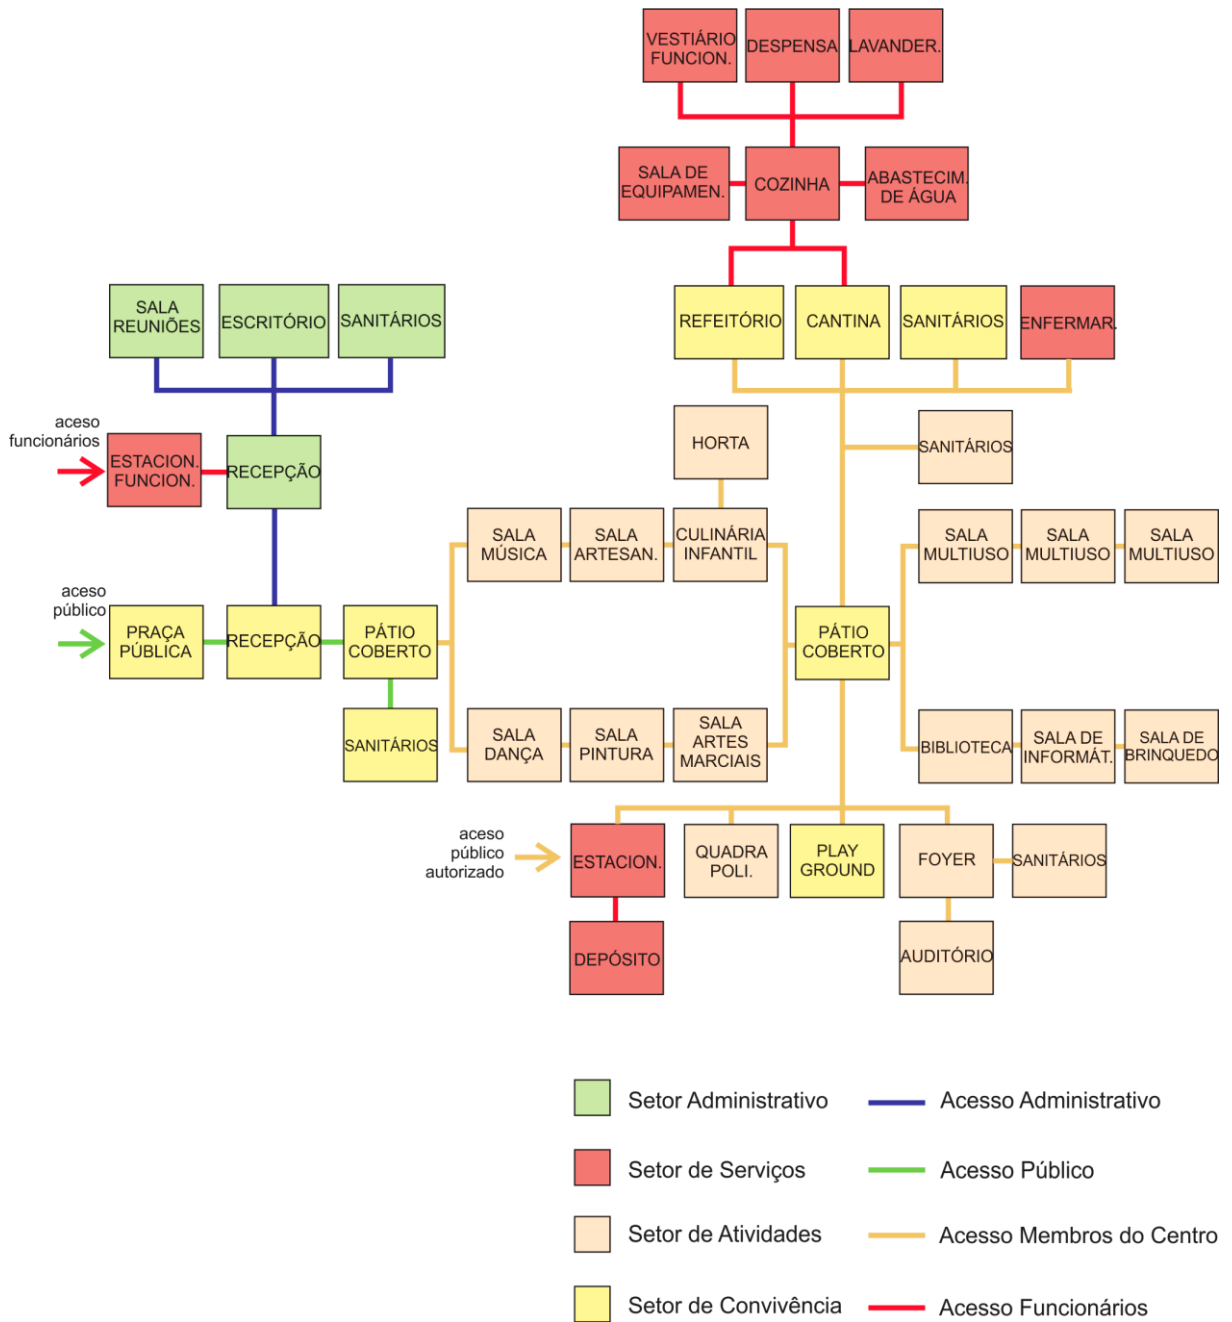 VESTIÁRIO
FUNCION.
DESPENSA
LAVANDER.
SALA DE
EQUIPAMEN.
COZINHA
ABASTECIM.
DE ÁGUA
SALA
REUNIÕES
ESCRITÓRIO
SANITÁRIOS
REFEITÓRIO
CANTINA
SANITÁRIOS
ENFERMAR.
aceso
funcionários
ESTACION.
FUNCION.
RECEPÇÃO
HORTA
SANITÁRIOS
SALA
MÚSICA
SALA
ARTESAN.
CULINÁRIA
INFANTIL
SALA
MULTIUSO
SALA
MULTIUSO
SALA
MULTIUSO
aceso
público
PRAÇA
PÚBLICA
RECEPÇÃO
PÁTIO
COBERTO
PÁTIO
COBERTO
SANITÁRIOS
SALA
DANÇA
SALA
PINTURA
SALA
ARTES
MARCIAIS
BIBLIOTECA
SALA DE
INFORMÁT.
SALA DE
BRINQUEDO
aceso
público
autorizado
ESTACION.
QUADRA
POLI.
PLAY
GROUND
FOYER
SANITÁRIOS
DEPÓSITO
AUDITÓRIO
Setor Administrativo
Acesso Administrativo
Setor de Serviços
Acesso Público
Setor de Atividades
Acesso Membros do Centro
Setor de Convivência
Acesso Funcionários